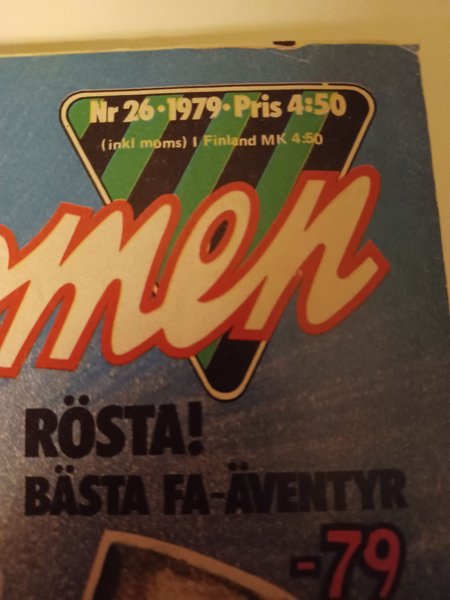 Nr 26·1979·Pris 4:50
(inkl moms) I Finland MK 4:50
omen
RÖSTA!
BÄSTA FA-ÄVENTYR
-79